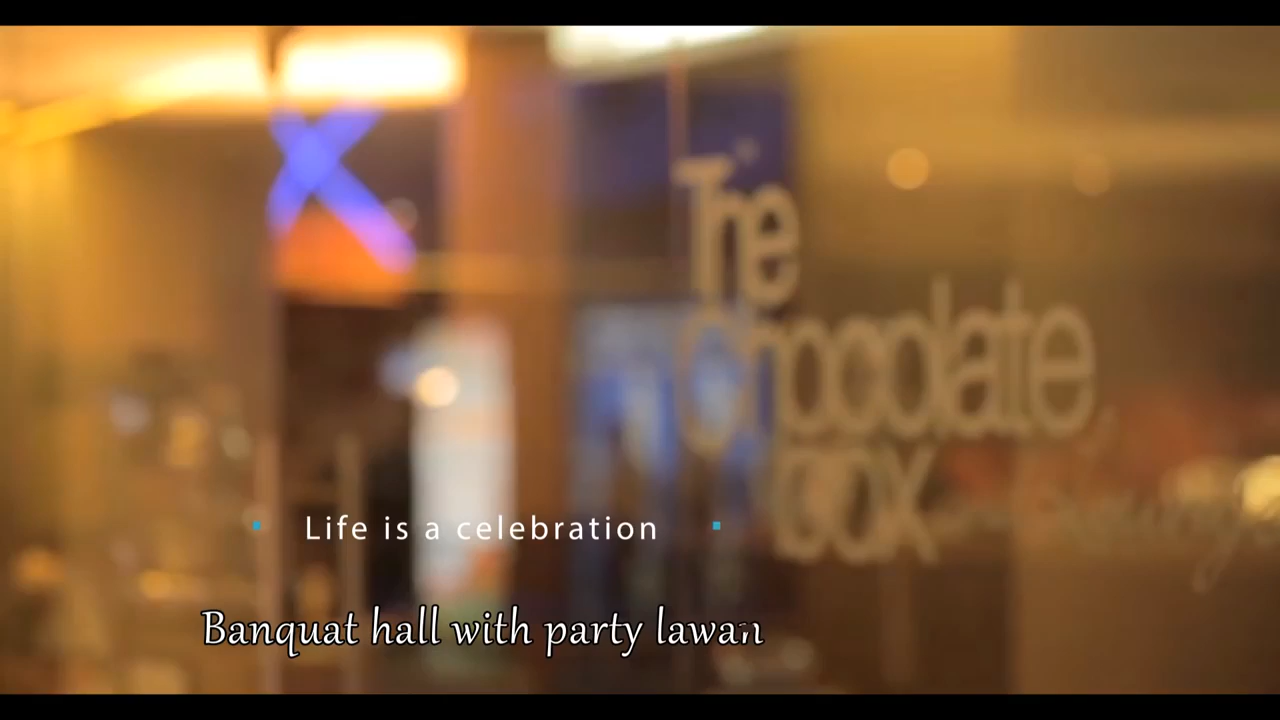 The
Chocolate
BOX
Life is a celebration
Banquat hall with party lawan